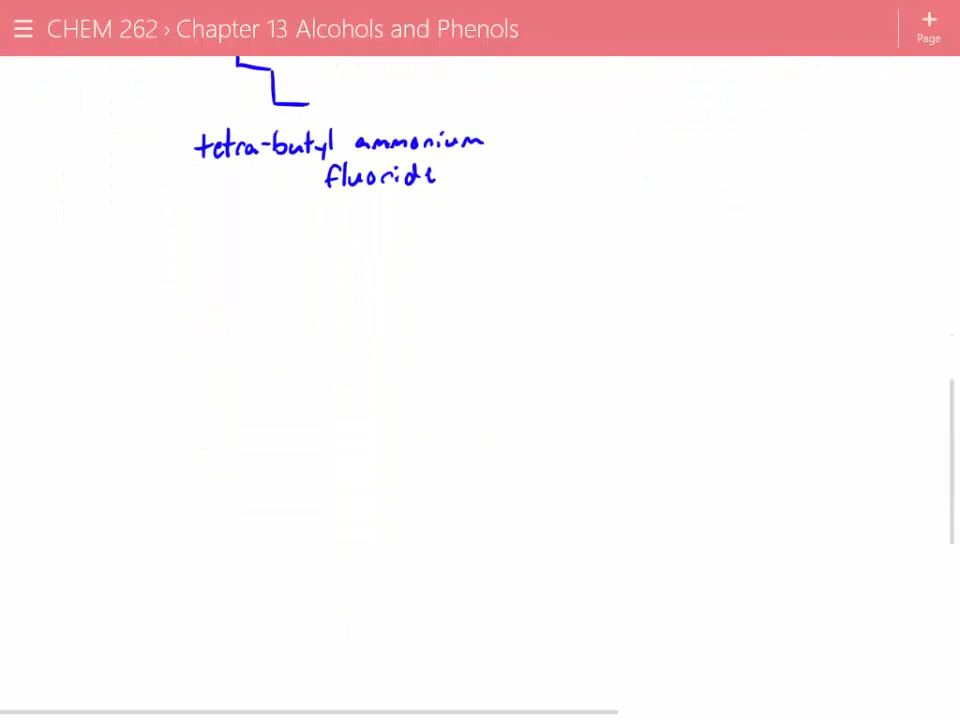 CHEM 262 › Chapter 13 Alcohols and Phenols
+
Page
tetra-butyl ammonium
fluoride